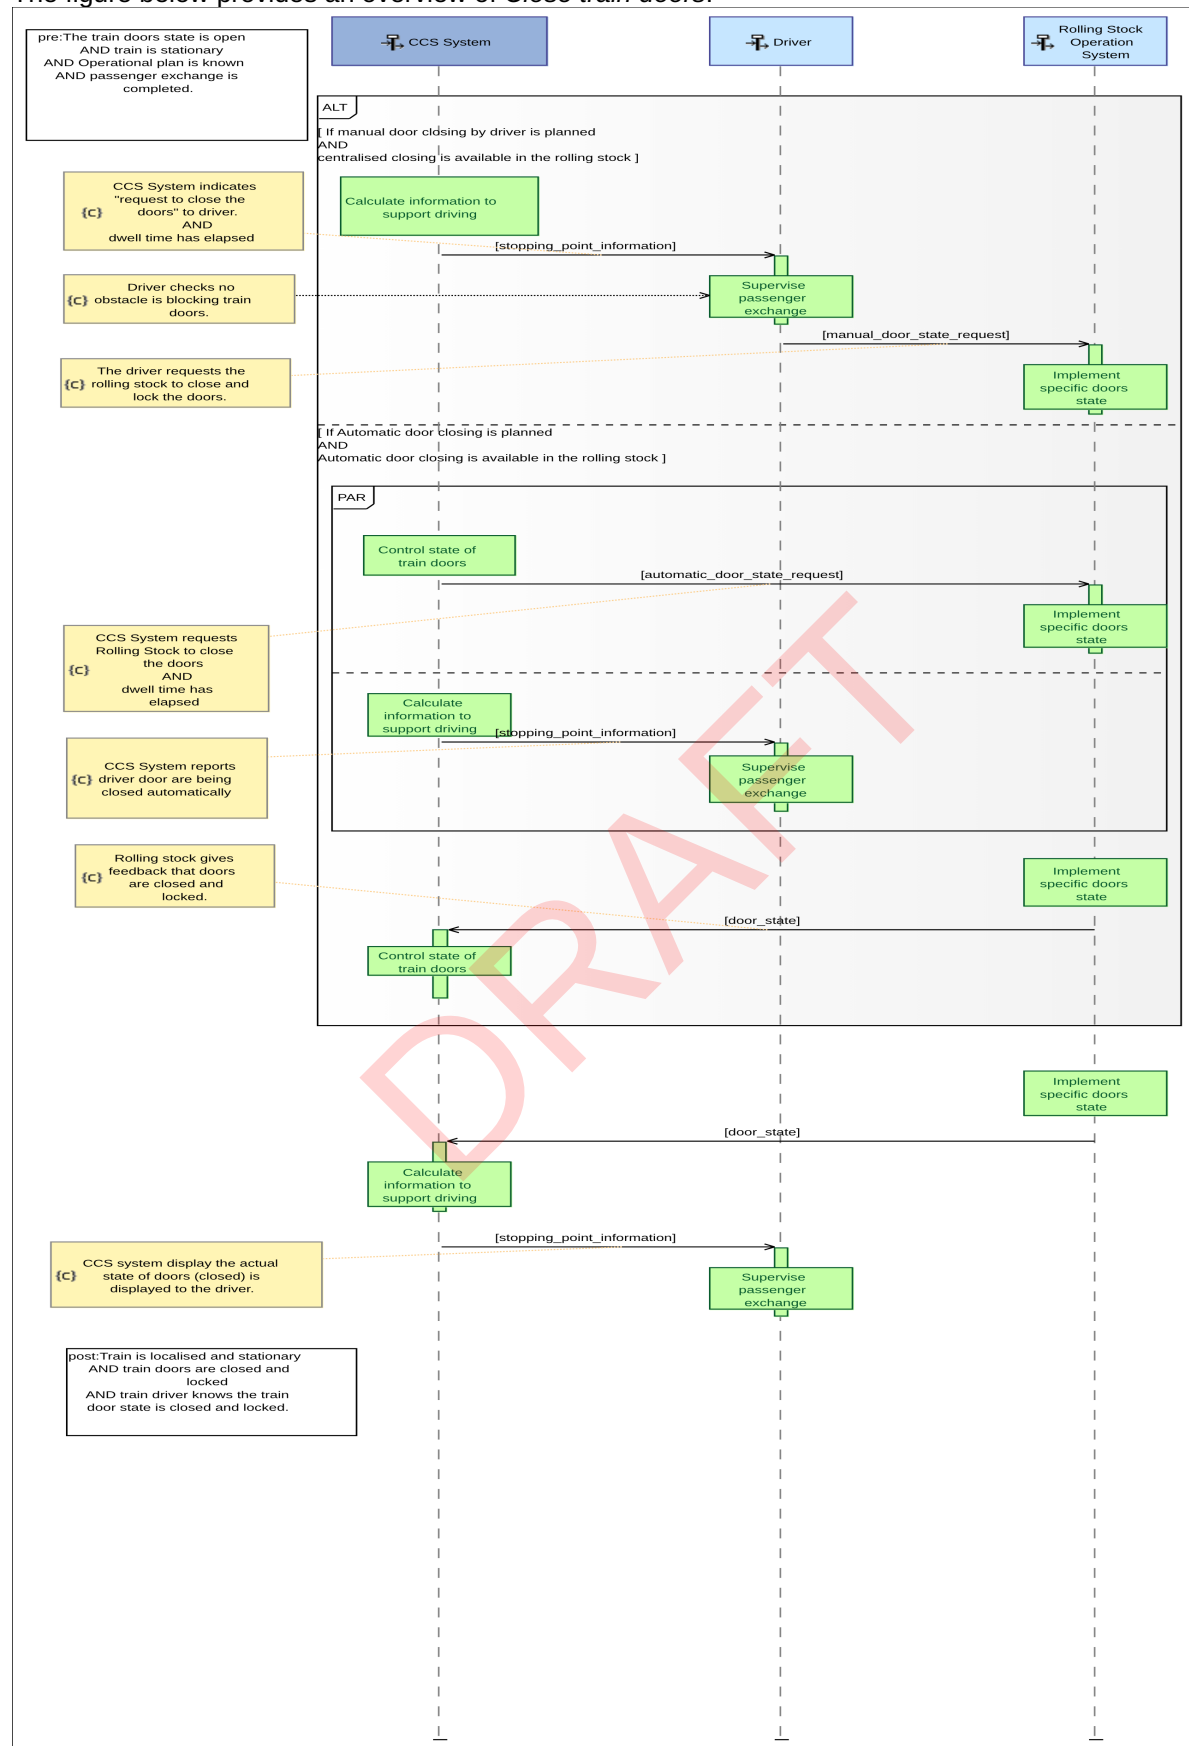 The figure below provides an overview of Close train doors.
pre:The train doors state is open
AND train is stationary
AND Operational plan is known
AND passenger exchange is
completed.
CCS System
Driver
Rolling Stock
Operation
System
ALT
[ If manual door closing by driver is planned
AND
centralised closing is available in the rolling stock ]
{C}
CCS System indicates
"request to close the
doors" to driver.
AND
dwell time has elapsed
Calculate information to
support driving
[stopping_point_information]
{C}
Driver checks no
obstacle is blocking train
doors.
Supervise
passenger
exchange
[manual_door_state_request]
{C}
The driver requests the
rolling stock to close and
lock the doors.
Implement
specific doors
state
[ If Automatic door closing is planned
AND
Automatic door closing is available in the rolling stock ]
PAR
Control state of
train doors
[automatic_door_state_request]
Implement
specific doors
state
{C}
CCS System requests
Rolling Stock to close
the doors
AND
dwell time has
elapsed
Calculate
information to
support driving
[stopping_point_information]
{C}
CCS System reports
driver door are being
closed automatically
Supervise
passenger
exchange
{C}
Rolling stock gives
feedback that doors
are closed and
locked.
Implement
specific doors
state
[door_state]
Control state of
train doors
Implement
specific doors
state
[door_state]
Calculate
information to
support driving
[stopping_point_information]
{C}
CCS system display the actual
state of doors (closed) is
displayed to the driver.
Supervise
passenger
exchange
post:Train is localised and stationary
AND train doors are closed and
locked
AND train driver knows the train
door state is closed and locked.
DRAFT